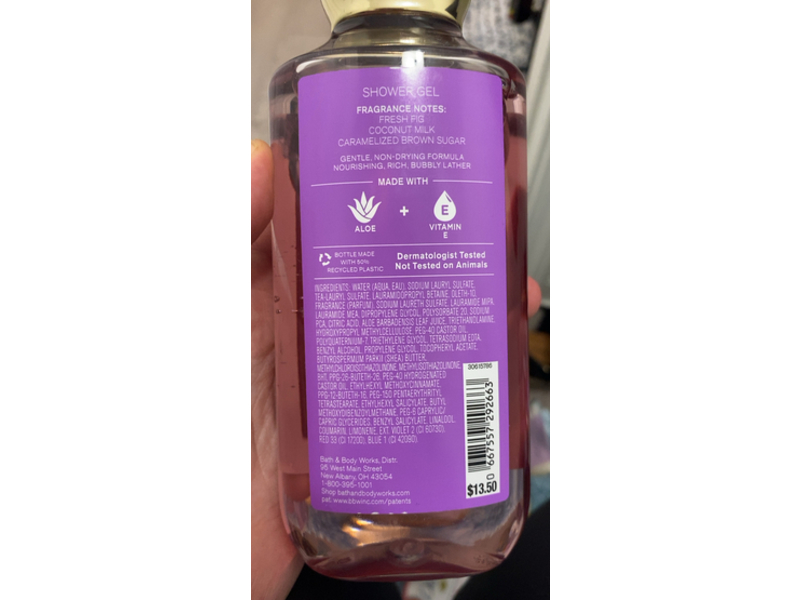 SHOWER GEL
FRAGRANCE NOTES:
FRESH FIG
COCONUT MILK
CARAMELIZED BROWN SUGAR
GENTLE, NON-DRYING FORMULA
NOURISHING, RICH, BUBBLY LATHER
MADE WITH
ALOE
+
E
VITAMIN
E
BOTTLE MADE
WITH 50%
RECYCLED PLASTIC
Dermatologist Tested
Not Tested on Animals
INGREDIENTS: WATER (AQUA, EAU), SODIUM LAURYL SULFATE,
TEA-LAURYL SULFATE, LAURAMIDOPROPYL BETAINE, OLETH-10,
FRAGRANCE (PARFUM), SODIUM LAURETH SULFATE, LAURAMIDE MIPA,
LAURAMIDE MEA, DIPROPYLENE GLYCOL, POLYSORBATE 20, SODIUM
PCA, CITRIC ACID, ALOE BARBADENSIS LEAF JUICE, TRIETHANOLAMINE,
HYDROXYPROPYL METHYLCELLULOSE, PEG-40 CASTOR OIL,
POLYQUATERNIUM-7, TRIETHYLENE GLYCOL, TETRASODIUM EDTA,
BENZYL ALCOHOL, PROPYLENE GLYCOL, TOCOPHERYL ACETATE,
BUTYROSPERMUM PARKII (SHEA) BUTTER,
METHYLCHLOROISOTHIAZOLINONE, METHYLISOTHIAZOLINONE,
BHT, PPG-26-BUTETH-26, PEG-40 HYDROGENATED
CASTOR OIL, ETHYLHEXYL METHOXYCINNAMATE,
PPG-12-BUTETH-16, PEG-150 PENTAERYTHRITYL
TETRASTEARATE, ETHYLHEXYL SALICYLATE, BUTYL
METHOXYDIBENZOYLMETHANE, PEG-6 CAPRYLIC/
CAPRIC GLYCERIDES, BENZYL SALICYLATE, LINALOOL,
COUMARIN, LIMONENE, EXT. VIOLET 2 (CI 60730),
RED 33 (CI 17200), BLUE 1 (CI 42090).
Bath & Body Works, Distr.
95 West Main Street
New Albany, OH 43054
1-800-395-1001
Shop bathandbodyworks.com
pat. www.bbwinc.com/patents
30615786
0 667557 292663
$13.50